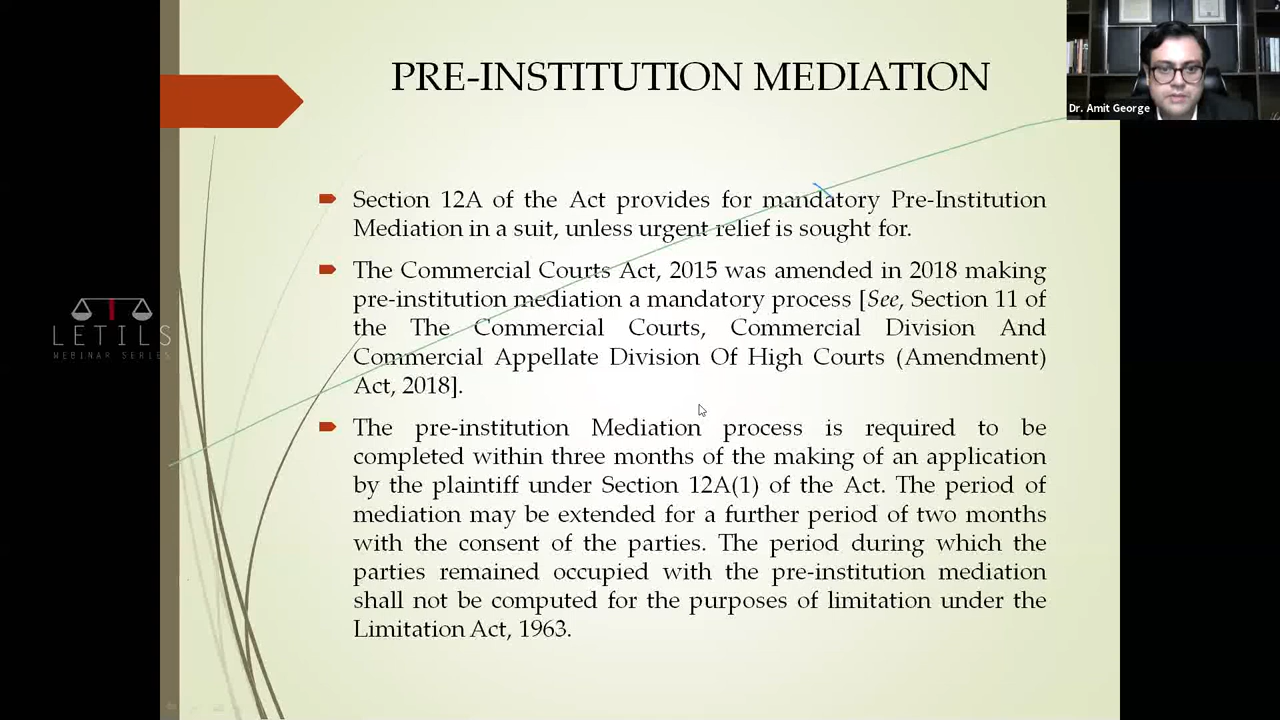 PRE-INSTITUTION MEDIATION
Dr. Amit George
Section 12A of the Act provides for mandatory Pre-Institution
Mediation in a suit, unless urgent relief is sought for.
The Commercial Courts Act, 2015 was amended in 2018 making
pre-institution mediation a mandatory process [See, Section 11 of
the The Commercial Courts, Commercial Division And
Commercial Appellate Division Of High Courts (Amendment)
Act, 2018].
The pre-institution Mediation process is required to be
completed within three months of the making of an application
by the plaintiff under Section 12A(1) of the Act. The period of
mediation may be extended for a further period of two months
with the consent of the parties. The period during which the
parties remained occupied with the pre-institution mediation
shall not be computed for the purposes of limitation under the
Limitation Act, 1963.
LETILS
WEBINAR SERIES